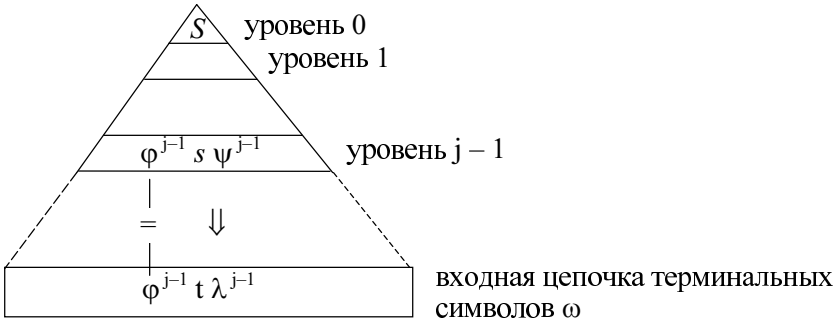 S уровень 0
уровень 1
φ^{j–1} s ψ^{j–1} уровень j – 1
= ⇓
φ^{j–1} t λ^{j–1} входная цепочка терминальных
символов ω